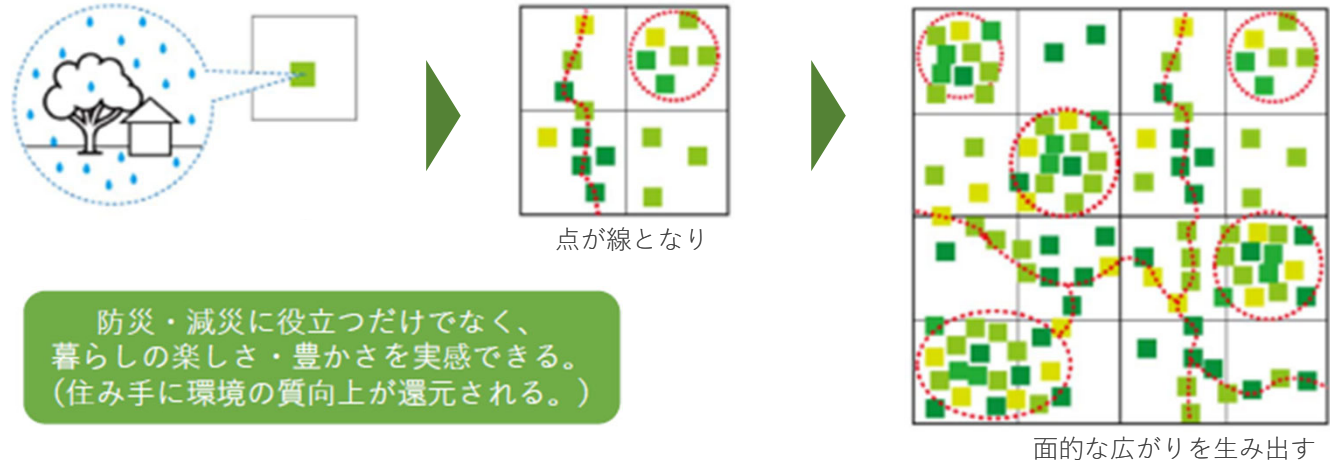 点が線となり
防災・減災に役立つだけでなく、
暮らしの楽しさ・豊かさを実感できる。
(住み手に環境の質向上が還元される。)
面的な広がりを生み出す